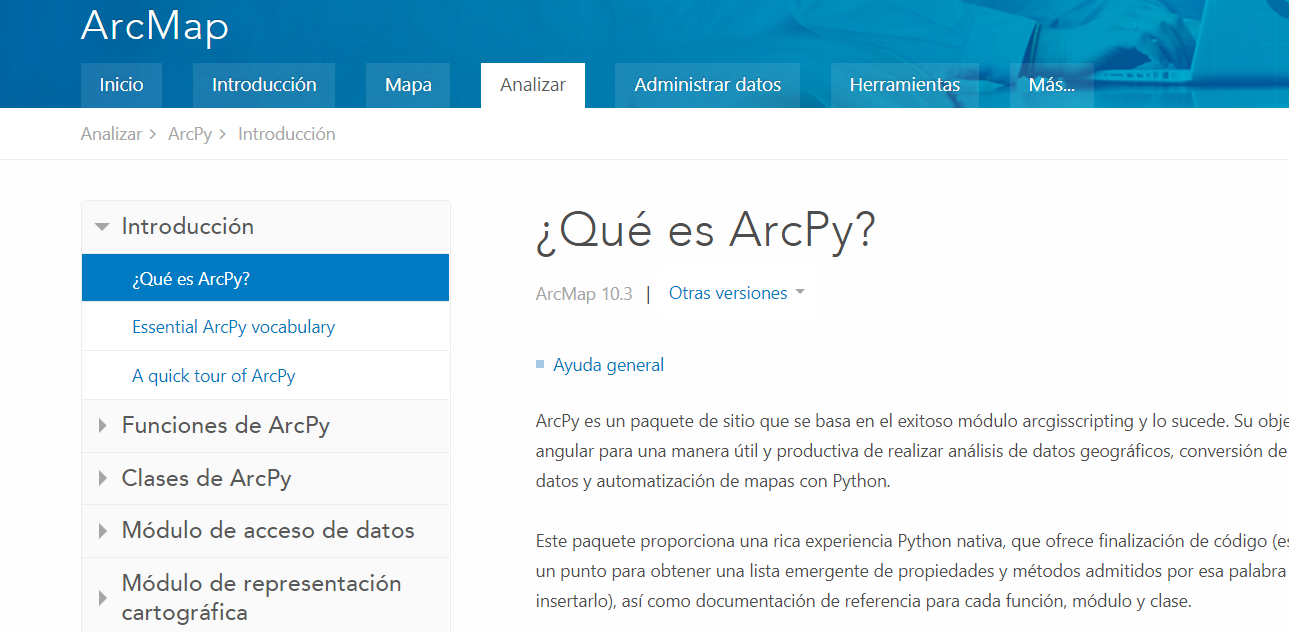 ArcMap
Inicio
Introducción
Mapa
Analizar
Administrar datos
Herramientas
Más...
Analizar > ArcPy > Introducción
Introducción
¿Qué es ArcPy?
Essential ArcPy vocabulary
A quick tour of ArcPy
Funciones de ArcPy
Clases de ArcPy
Módulo de acceso de datos
Módulo de representación
cartográfica
¿Qué es ArcPy?
ArcMap 10.3 | Otras versiones
Ayuda general
ArcPy es un paquete de sitio que se basa en el exitoso módulo arcgisscripting y lo sucede. Su obje
angular para una manera útil y productiva de realizar análisis de datos geográficos, conversión de
datos y automatización de mapas con Python.
Este paquete proporciona una rica experiencia Python nativa, que ofrece finalización de código (es
un punto para obtener una lista emergente de propiedades y métodos admitidos por esa palabra
insertarlo), así como documentación de referencia para cada función, módulo y clase.